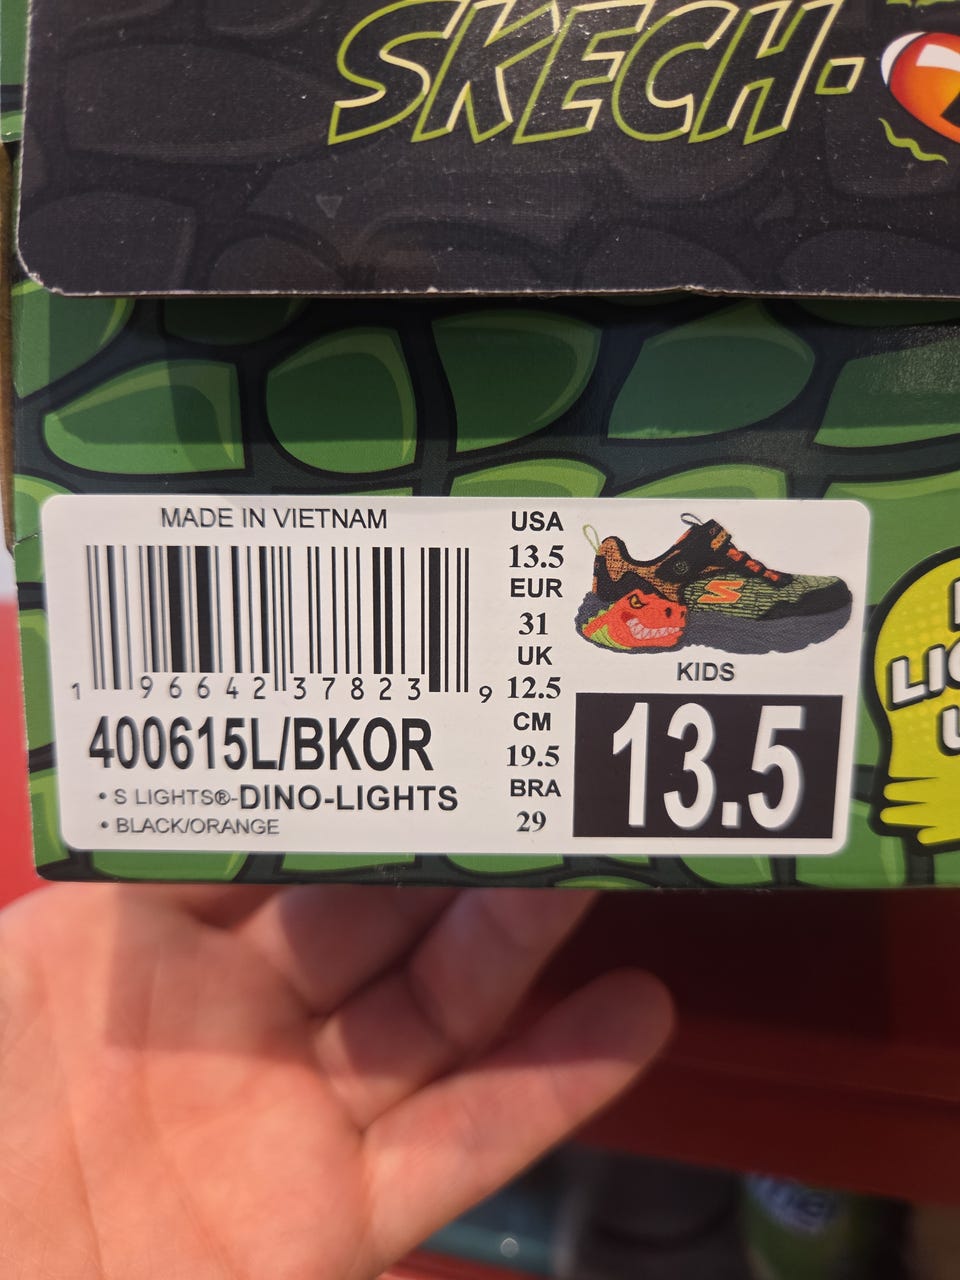 SKECH-O
MADE IN VIETNAM
1 96642 37823 9
400615L/BKOR
• S LIGHTS®-DINO-LIGHTS
• BLACK/ORANGE
USA
13.5
EUR
31
UK
12.5
CM
19.5
BRA
29
S
KIDS
13.5